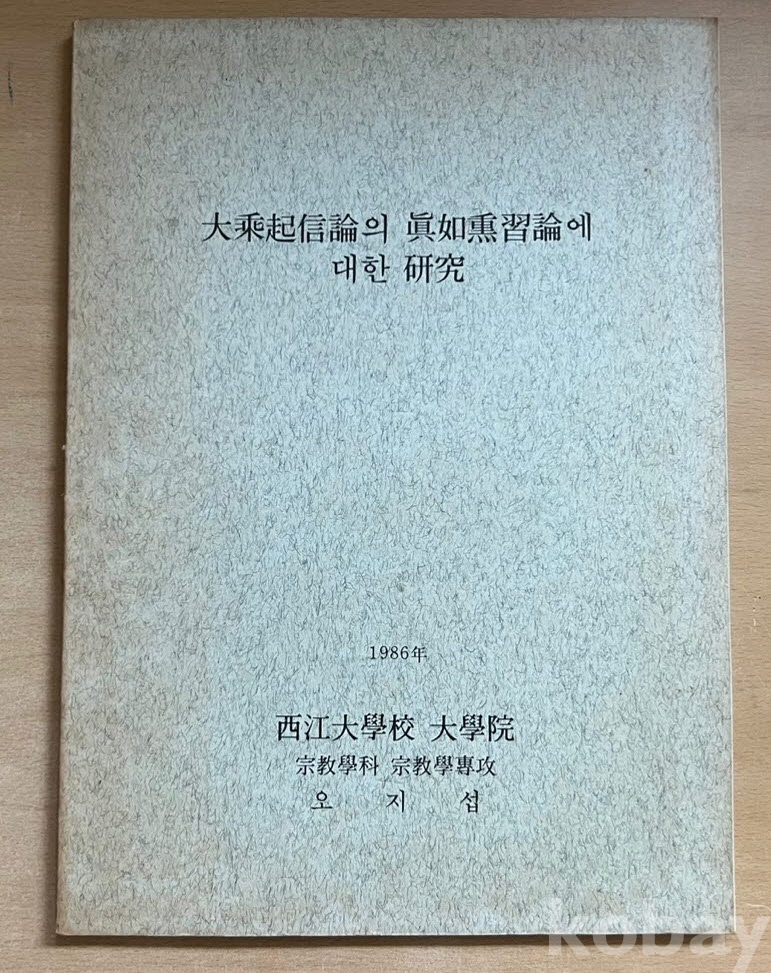 大乘起信論의 眞如熏習論에
대한 研究
1986年
西江大學校 大學院
宗教學科 宗教學專攻
오 지 섭
kobay